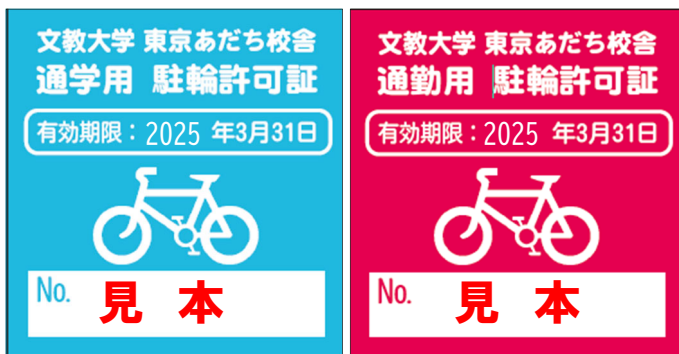 文教大学 東京あだち校舎
通学用 駐輪許可証
有効期限：2025 年3月31日
No. 見 本
文教大学 東京あだち校舎
通勤用 駐輪許可証
有効期限：2025 年3月31日
No. 見 本